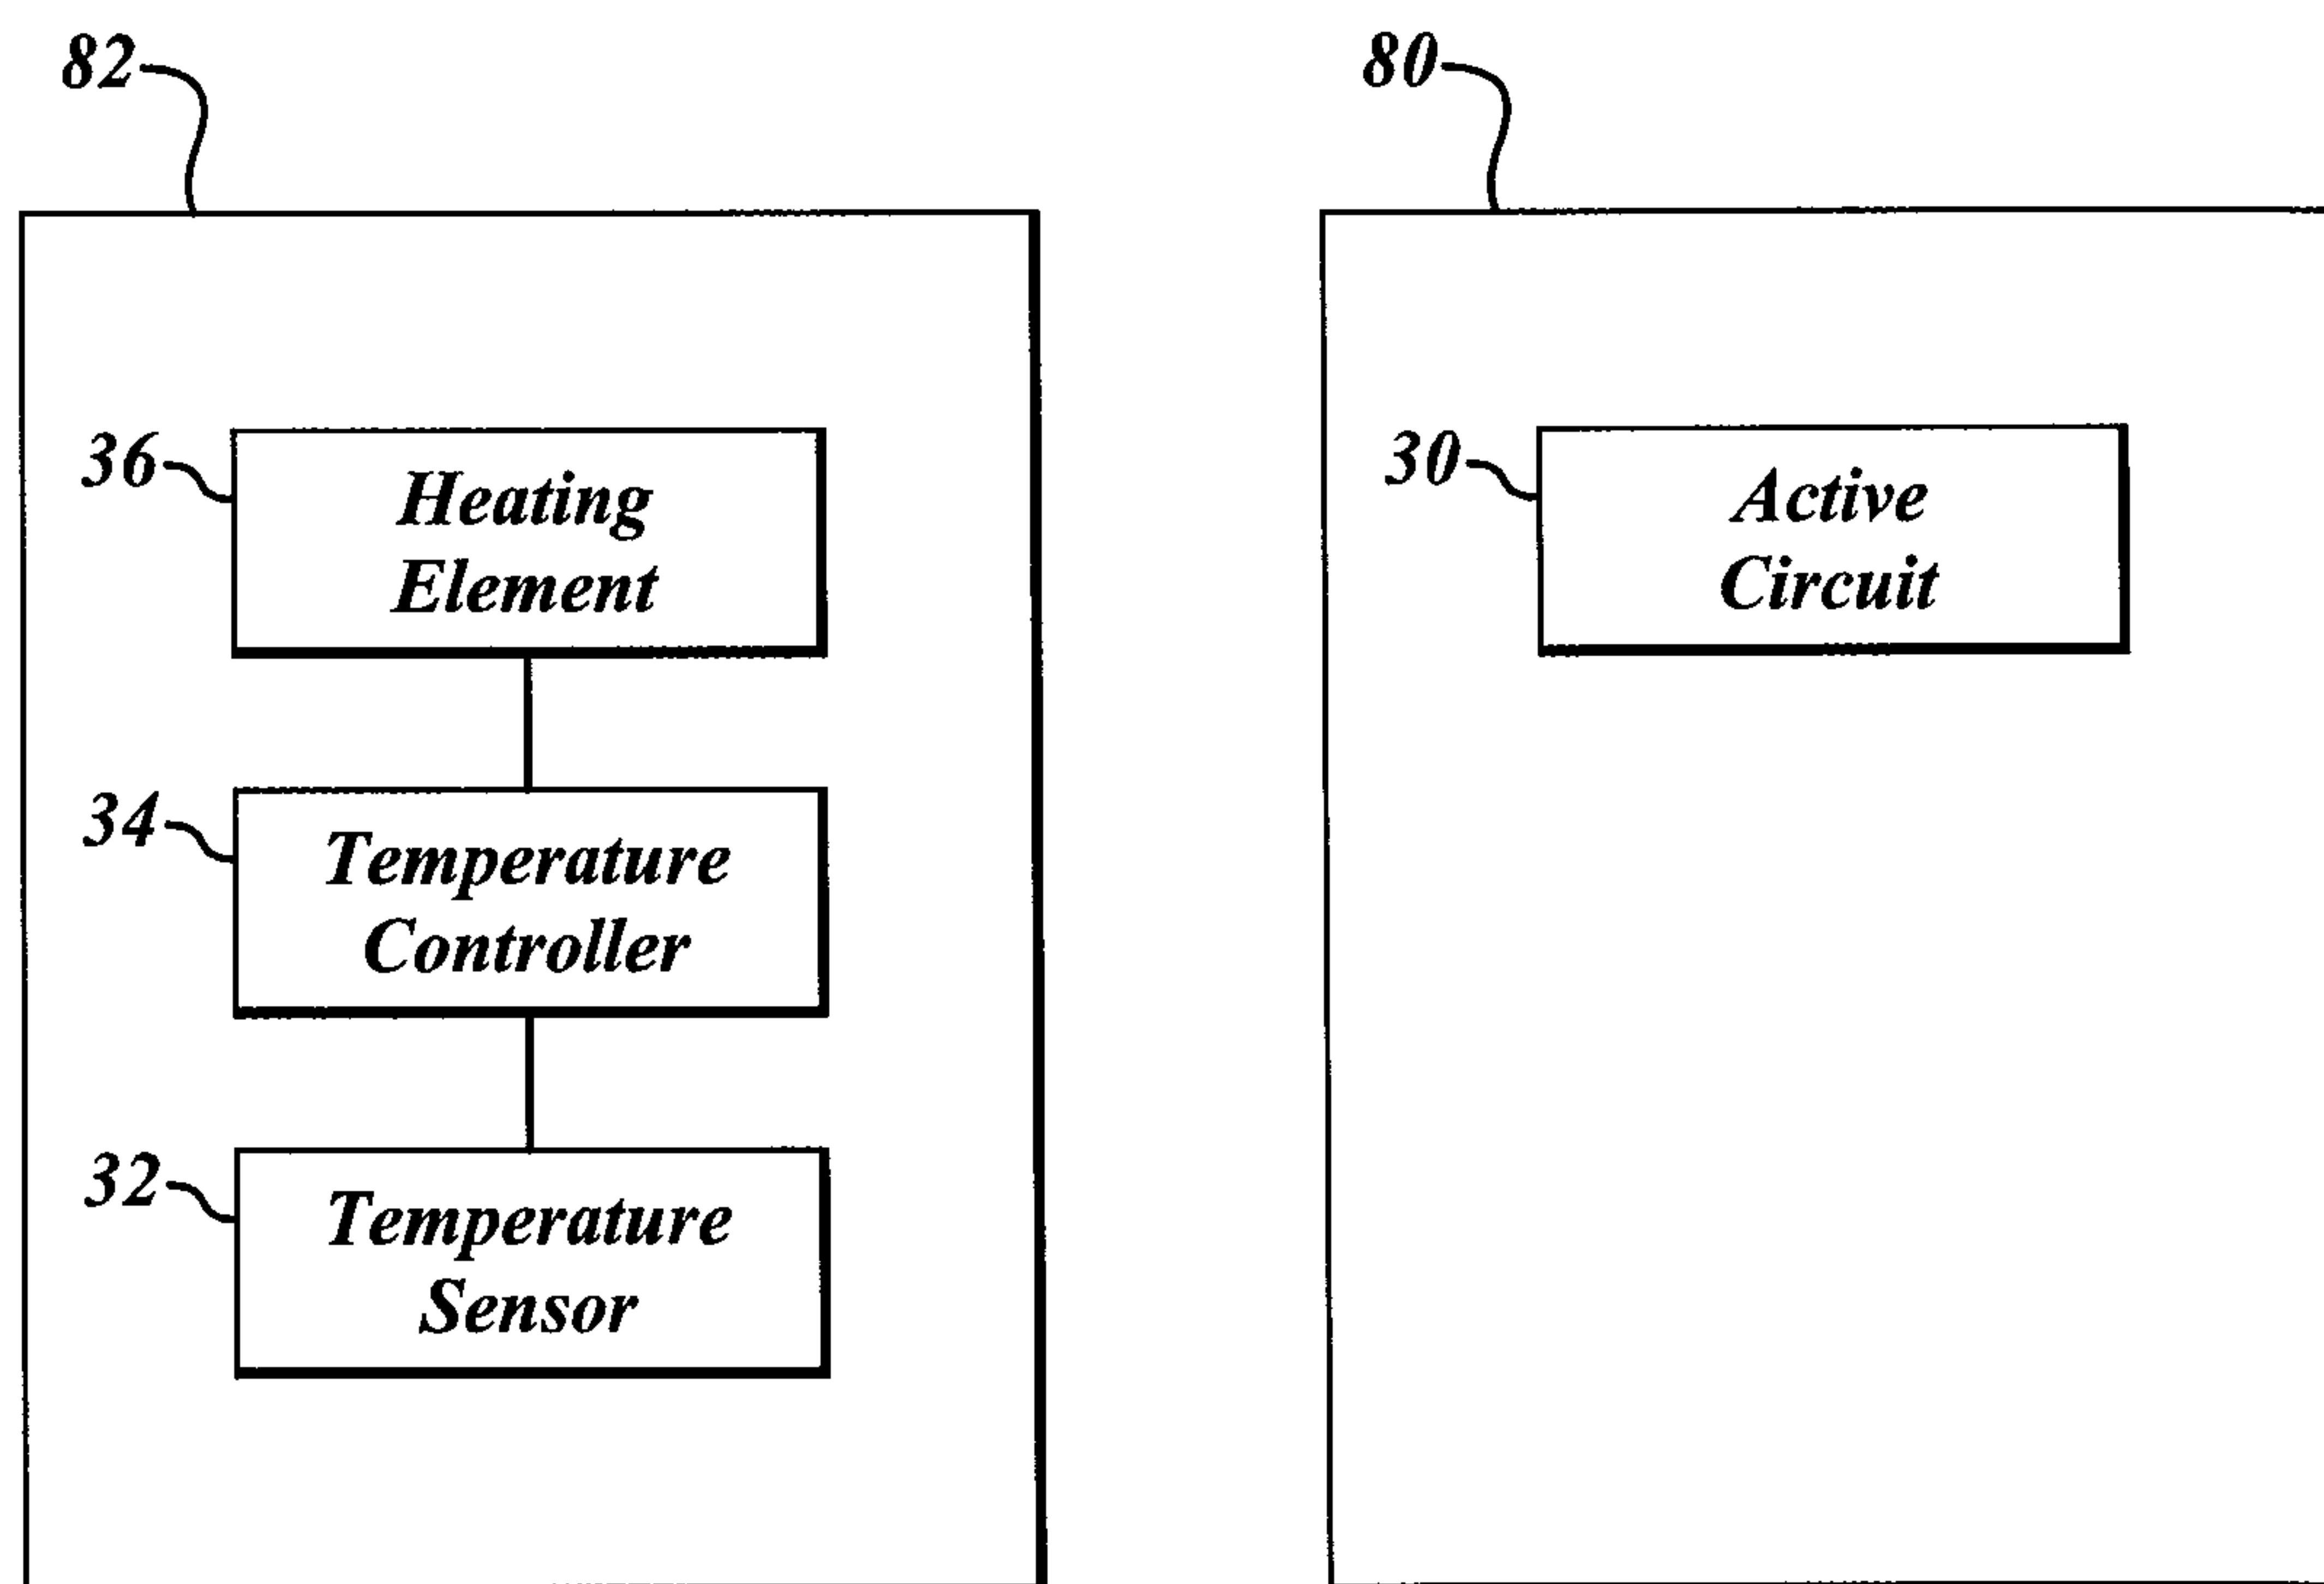 82
36
Heating
Element
34
Temperature
Controller
32
Temperature
Sensor
80
30
Active
Circuit